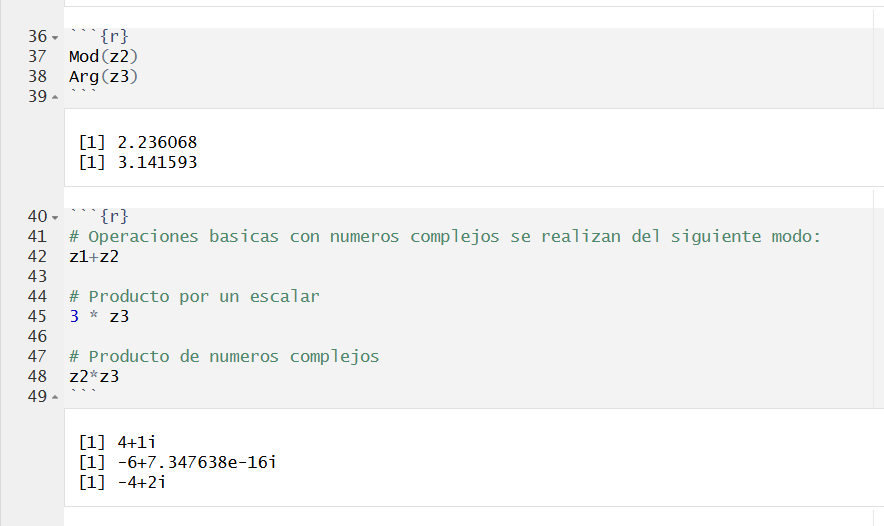 36 ```{r}
37 Mod(z2)
38 Arg(z3)
39 ```
[1] 2.236068
[1] 3.141593
40 ```{r}
41 # Operaciones basicas con numeros complejos se realizan del siguiente modo:
42 z1+z2
43
44 # Producto por un escalar
45 3 * z3
46
47 # Producto de numeros complejos
48 z2*z3
49 ```
[1] 4+1i
[1] -6+7.347638e-16i
[1] -4+2i